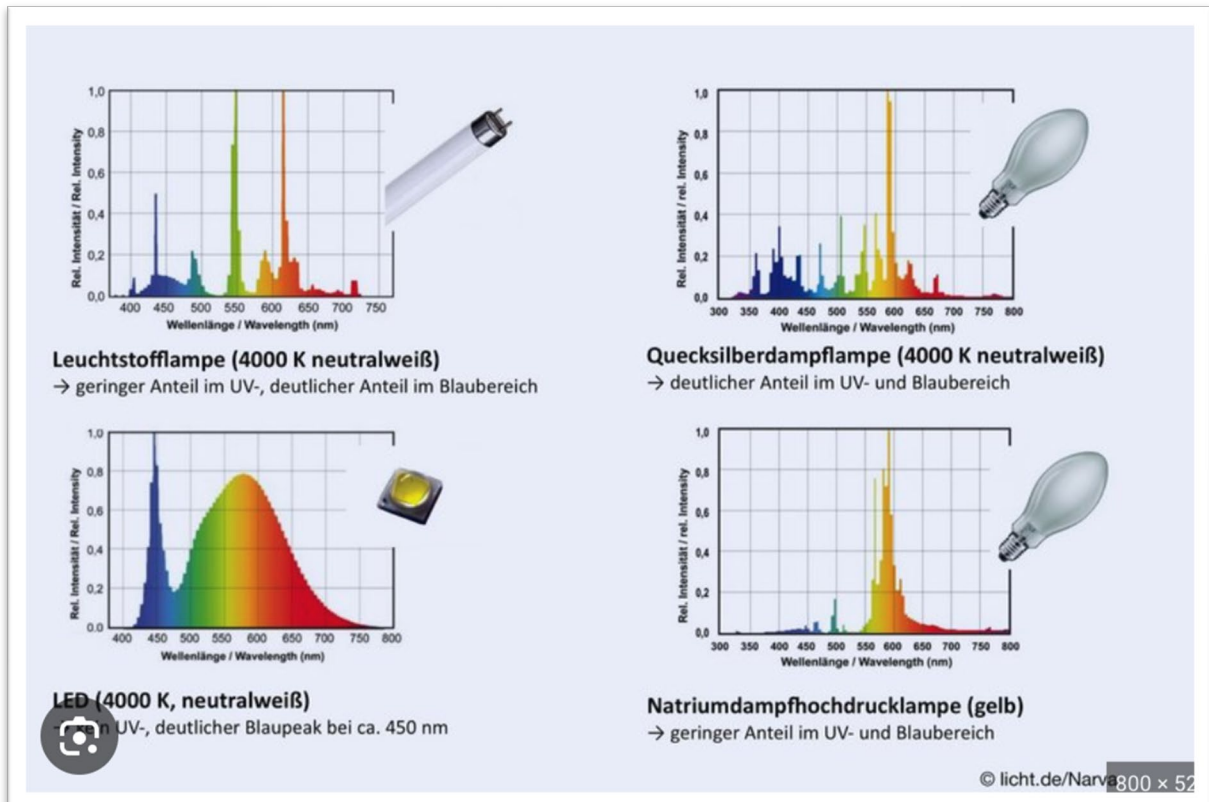 1,0
0,8
0,6
0,4
0,2
0,0
Rel. Intensität / Rel. Intensity
400 450 500 550 600 650 700 750
Wellenlänge / Wavelength (nm)
Leuchtstofflampe (4000 K neutralweiß)
→ geringer Anteil im UV-, deutlicher Anteil im Blaubereich
1,0
0,8
0,6
0,4
0,2
0,0
Rel. Intensität / rel. Intensity
300 350 400 450 500 550 600 650 700 750 800
Wellenlänge / Wavelength (nm)
Quecksilberdampflampe (4000 K neutralweiß)
→ deutlicher Anteil im UV- und Blaubereich
1,0
0,8
0,6
0,4
0,2
0.0
Rel. Intensität / Rel. Intensity
400 450 500 550 600 650 700 750 800
Wellenlänge / Wavelength (nm)
LED (4000 K, neutralweiß)
→ kein UV-, deutlicher Blaupeak bei ca. 450 nm
1,0
0,8
0,6
0,4
0,2
0,0
Rel. Intensität / rel. Intensity
300 350 400 450 500 550 600 650 700 750 800
Wellenlänge / Wavelength (nm)
Natriumdampfhochdrucklampe (gelb)
→ geringer Anteil im UV- und Blaubereich
© licht.de/Narva
800 × 52